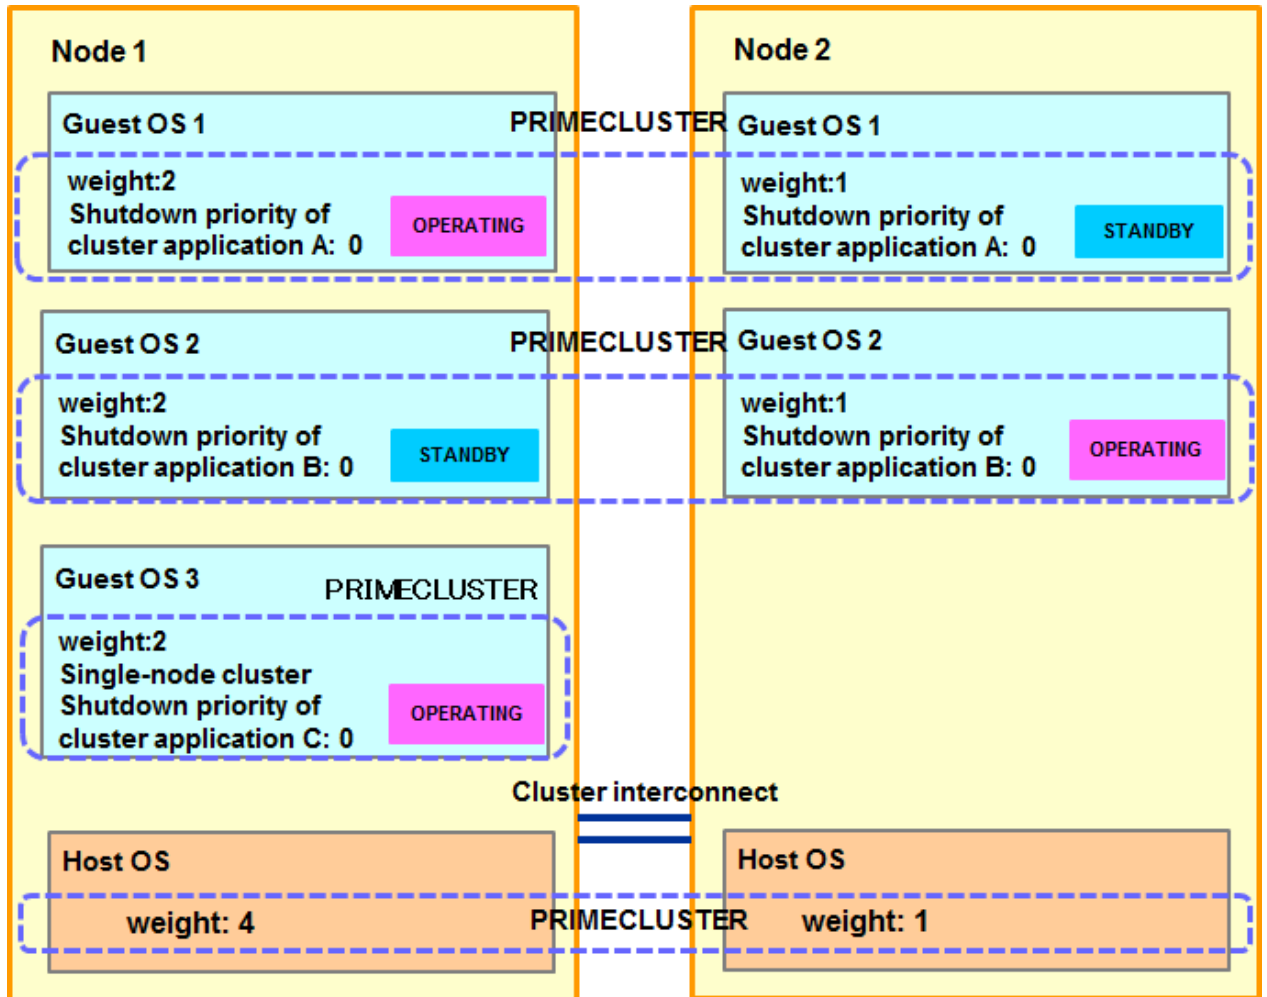 Node 1
Guest OS 1
PRIMECLUSTER
weight:2
Shutdown priority of
cluster application A: 0
OPERATING
Guest OS 2
PRIMECLUSTER
weight:2
Shutdown priority of
cluster application B: 0
STANDBY
Guest OS 3
PRIMECLUSTER
weight:2
Single-node cluster
Shutdown priority of
cluster application C: 0
OPERATING
Cluster interconnect
Host OS
weight: 4
PRIMECLUSTER
Node 2
Guest OS 1
weight:1
Shutdown priority of
cluster application A: 0
STANDBY
Guest OS 2
weight:1
Shutdown priority of
cluster application B: 0
OPERATING
Host OS
weight: 1